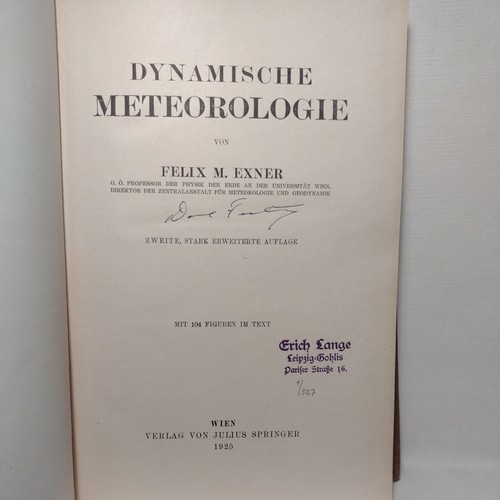 DYNAMISCHE
METEOROLOGIE
VON
FELIX M. EXNER
O. Ö. PROFESSOR DER PHYSIK DER ERDE AN DER UNIVERSITÄT WIEN,
DIREKTOR DER ZENTRALANSTALT FÜR METEOROLOGIE UND GEODYNAMIE
ZWEITE, STARK ERWEITERTE AUFLAGE
MIT 104 FIGUREN IM TEXT
Erich Lange
Leipzig-Gohlis
Pariser Straße 16.
WIEN
VERLAG VON JULIUS SPRINGER
1925